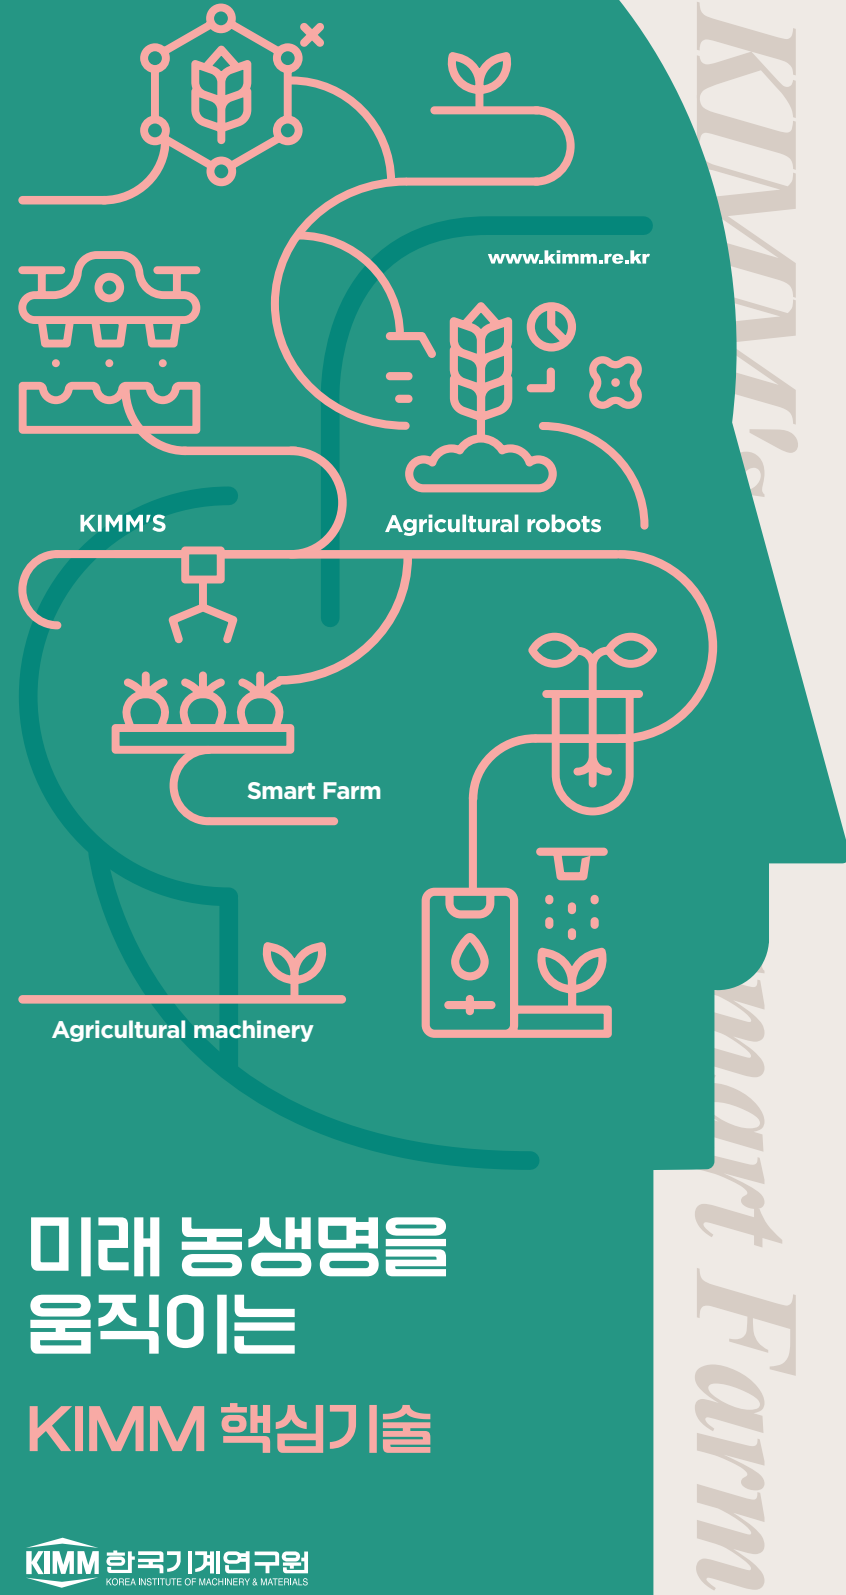 KIMM's
Smart Farm
www.kimm.re.kr
KIMM'S
Agricultural robots
Smart Farm
Agricultural machinery
미래 농생명을
움직이는
KIMM 핵심기술
KIMM 한국기계연구원
KOREA INSTITUTE OF MACHINERY & MATERIALS